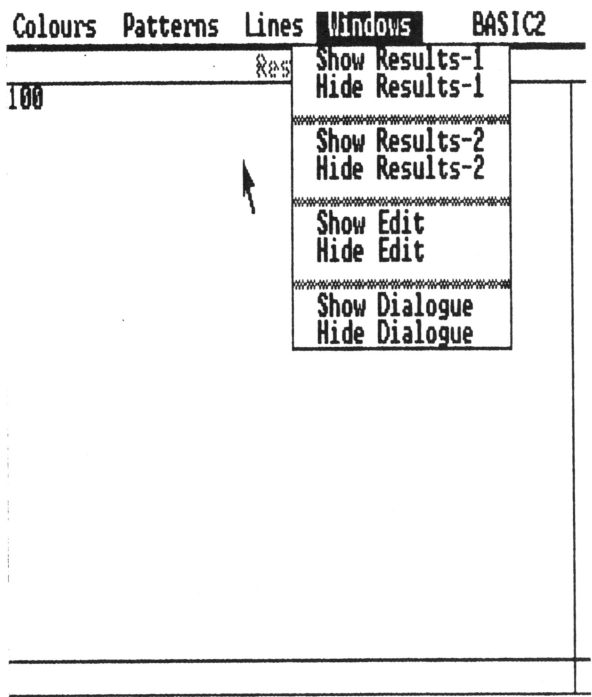 Colours Patterns Lines Windows BASIC2
Res
100
Show Results-1
Hide Results-1
Show Results-2
Hide Results-2
Show Edit
Hide Edit
Show Dialogue
Hide Dialogue